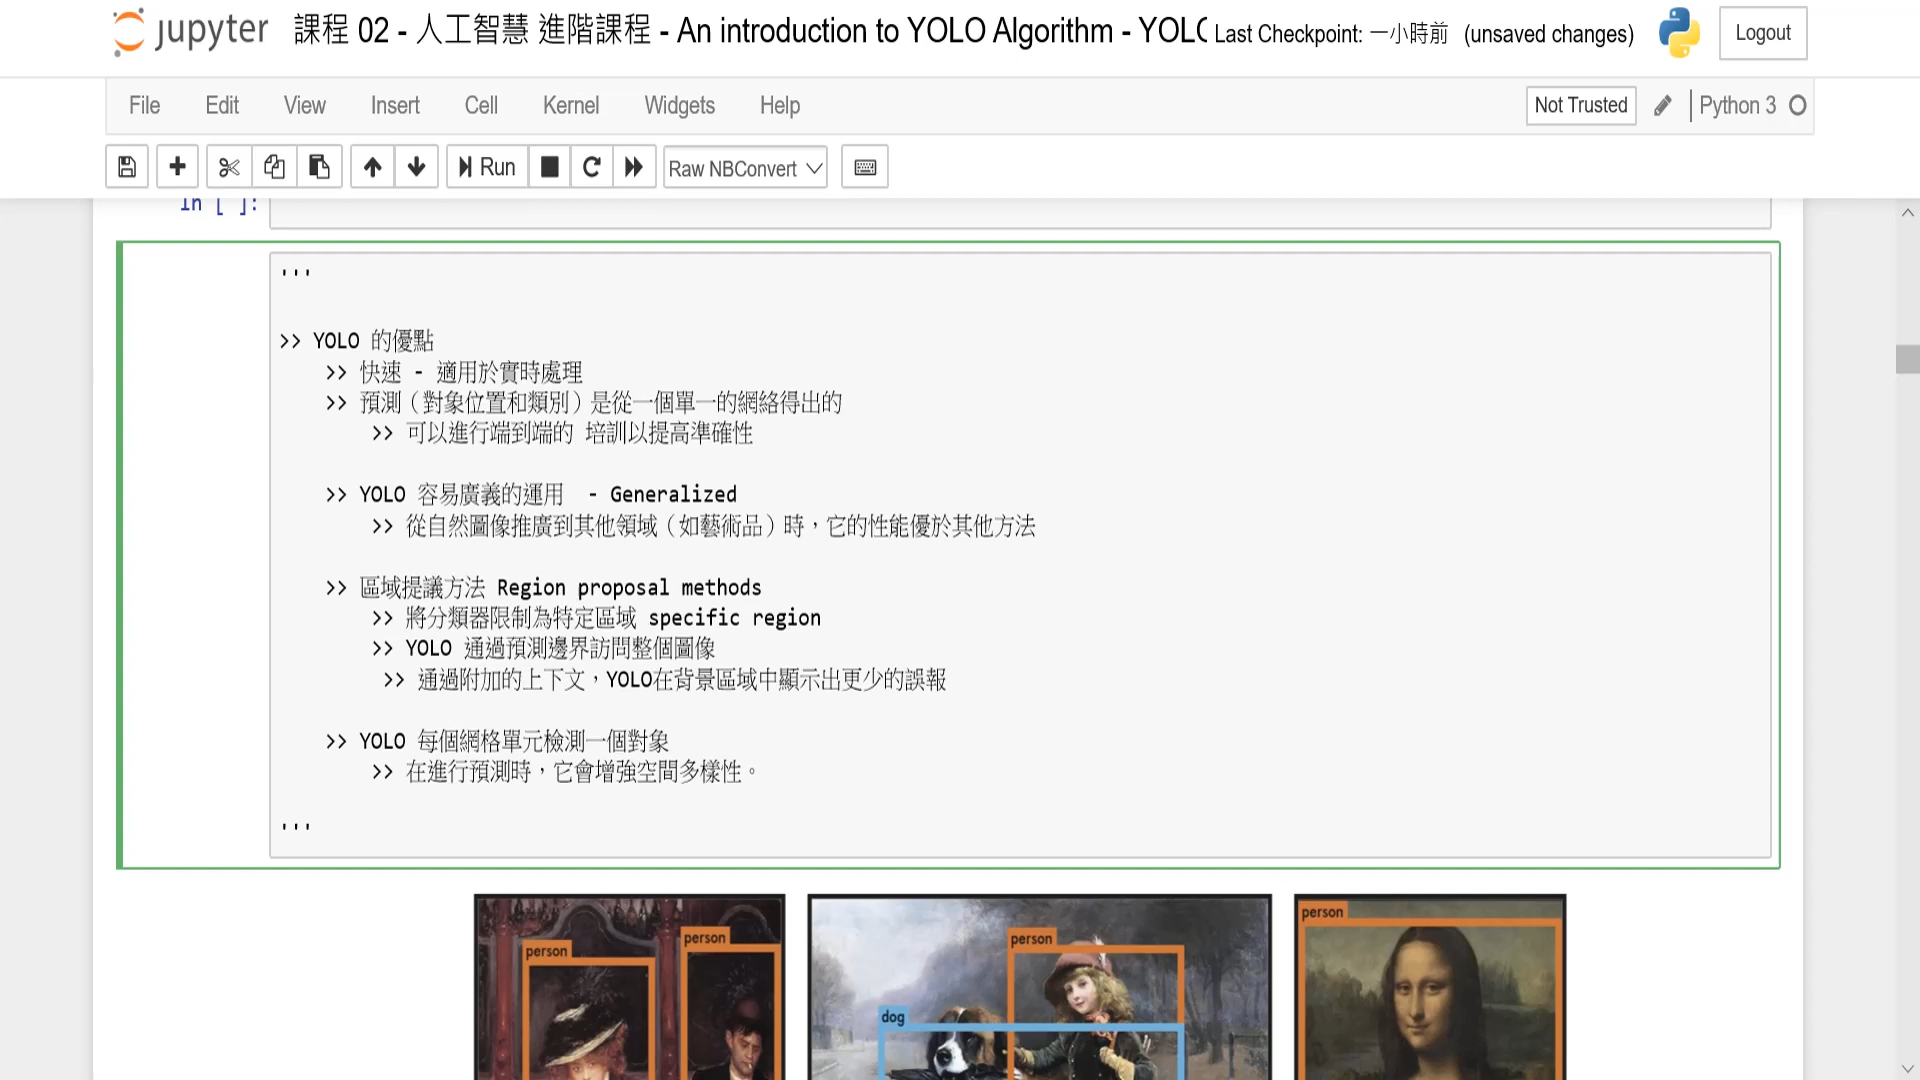 jupyter 課程 02 - 人工智慧 進階課程 - An introduction to YOLO Algorithm - YOLO Last Checkpoint: 一小時前 (unsaved changes) Logout
File Edit View Insert Cell Kernel Widgets Help Not Trusted Python 3
Run Raw NBConvert
In [ ]:
'''
>> YOLO 的優點
>> 快速 - 適用於實時處理
>> 預測（對象位置和類別）是從一個單一的網絡得出的
>> 可以進行端到端的 培訓以提高準確性
>> YOLO 容易廣義的運用 - Generalized
>> 從自然圖像推廣到其他領域（如藝術品）時，它的性能優於其他方法
>> 區域提議方法 Region proposal methods
>> 將分類器限制為特定區域 specific region
>> YOLO 通過預測邊界訪問整個圖像
>> 通過附加的上下文，YOLO在背景區域中顯示出更少的誤報
>> YOLO 每個網格單元檢測一個對象
>> 在進行預測時，它會增強空間多樣性。
'''
person person person person
dog